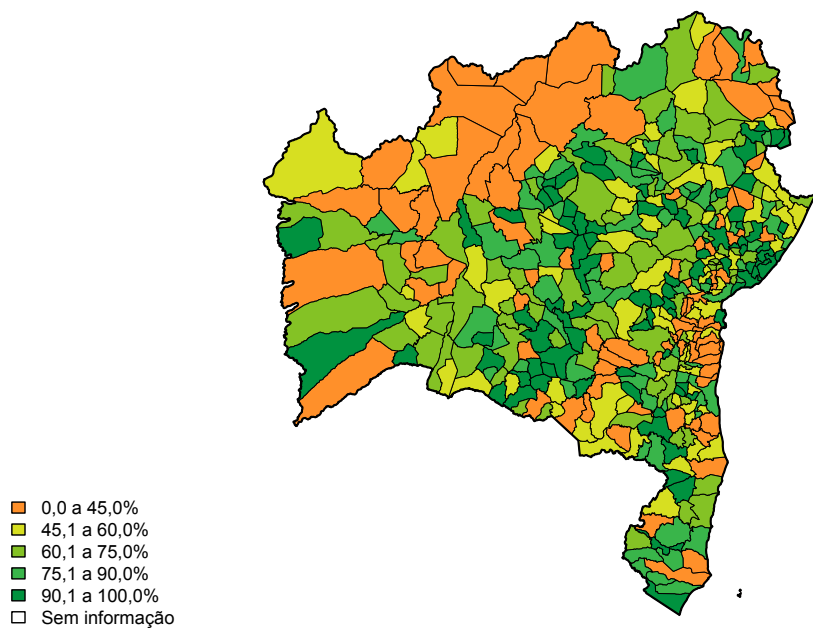 0,0 a 45,0%
45,1 a 60,0%
60,1 a 75,0%
75,1 a 90,0%
90,1 a 100,0%
Sem informação